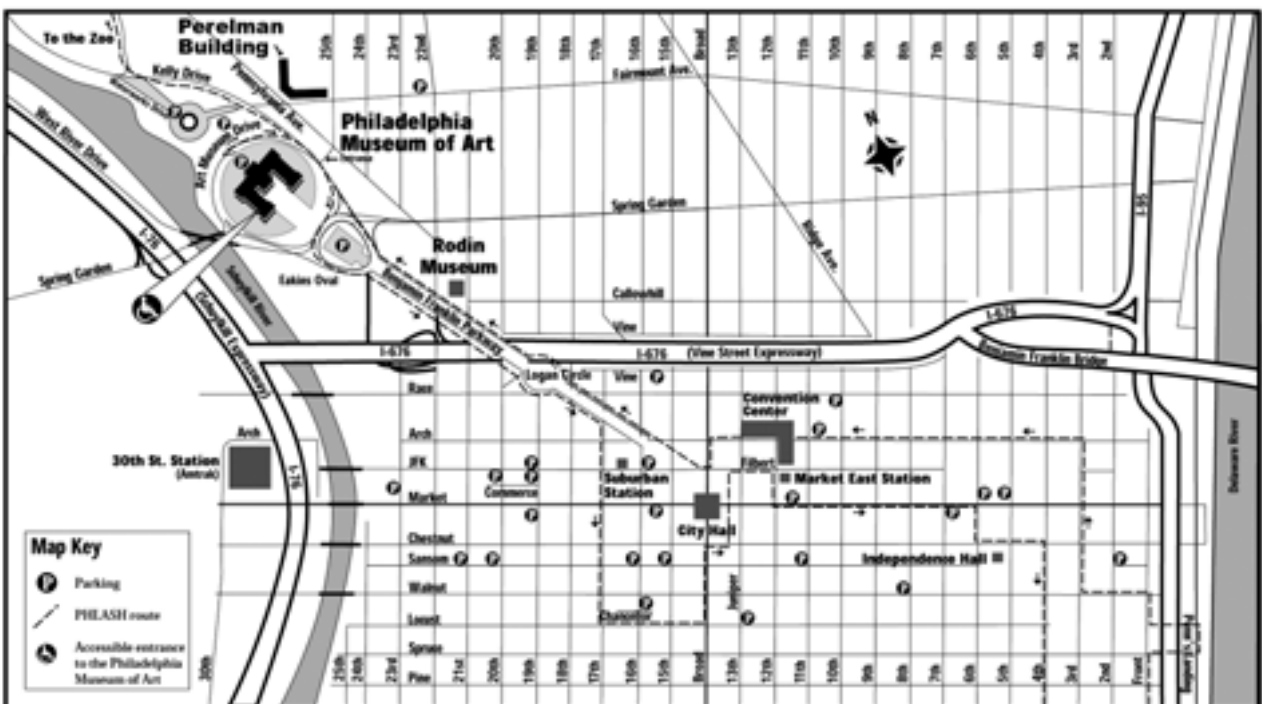 To the Zoo
Perelman
Building
25th
24th
23rd
22nd
20th
19th
18th
17th
16th
15th
Broad
13th
12th
11th
10th
9th
8th
7th
6th
5th
4th
3rd
2nd
Kelly Drive
Pennsylvania Ave.
Fairmount Ave.
West River Drive
Art Museum Drive
Philadelphia
Museum of Art
N
I-95
Spring Garden
Ridge Ave.
I-76
Rodin
Museum
Spring Garden
Eakins Oval
Schuylkill River
(Schuylkill Expressway)
Benjamin Franklin Parkway
Callowhill
Vine
I-676
I-676
(Vine Street Expressway)
I-676
Benjamin Franklin Bridge
Logan Circle
Vine
Race
Convention
Center
Arch
Arch
30th St. Station
(Amtrak)
I-76
JFK
Filbert
Suburban
Station
Market East Station
Commerce
Market
City Hall
Delaware River
Chestnut
Sansom
Independence Hall
Walnut
Juniper
Locust
Chancellor
Spruce
Pine
Map Key
P Parking
PHLASH route
Accessible entrance
to the Philadelphia
Museum of Art
30th
25th
24th
23rd
21st
20th
19th
18th
17th
16th
15th
Broad
13th
12th
11th
10th
9th
8th
7th
6th
5th
4th
3rd
2nd
Front
Penn's Landing